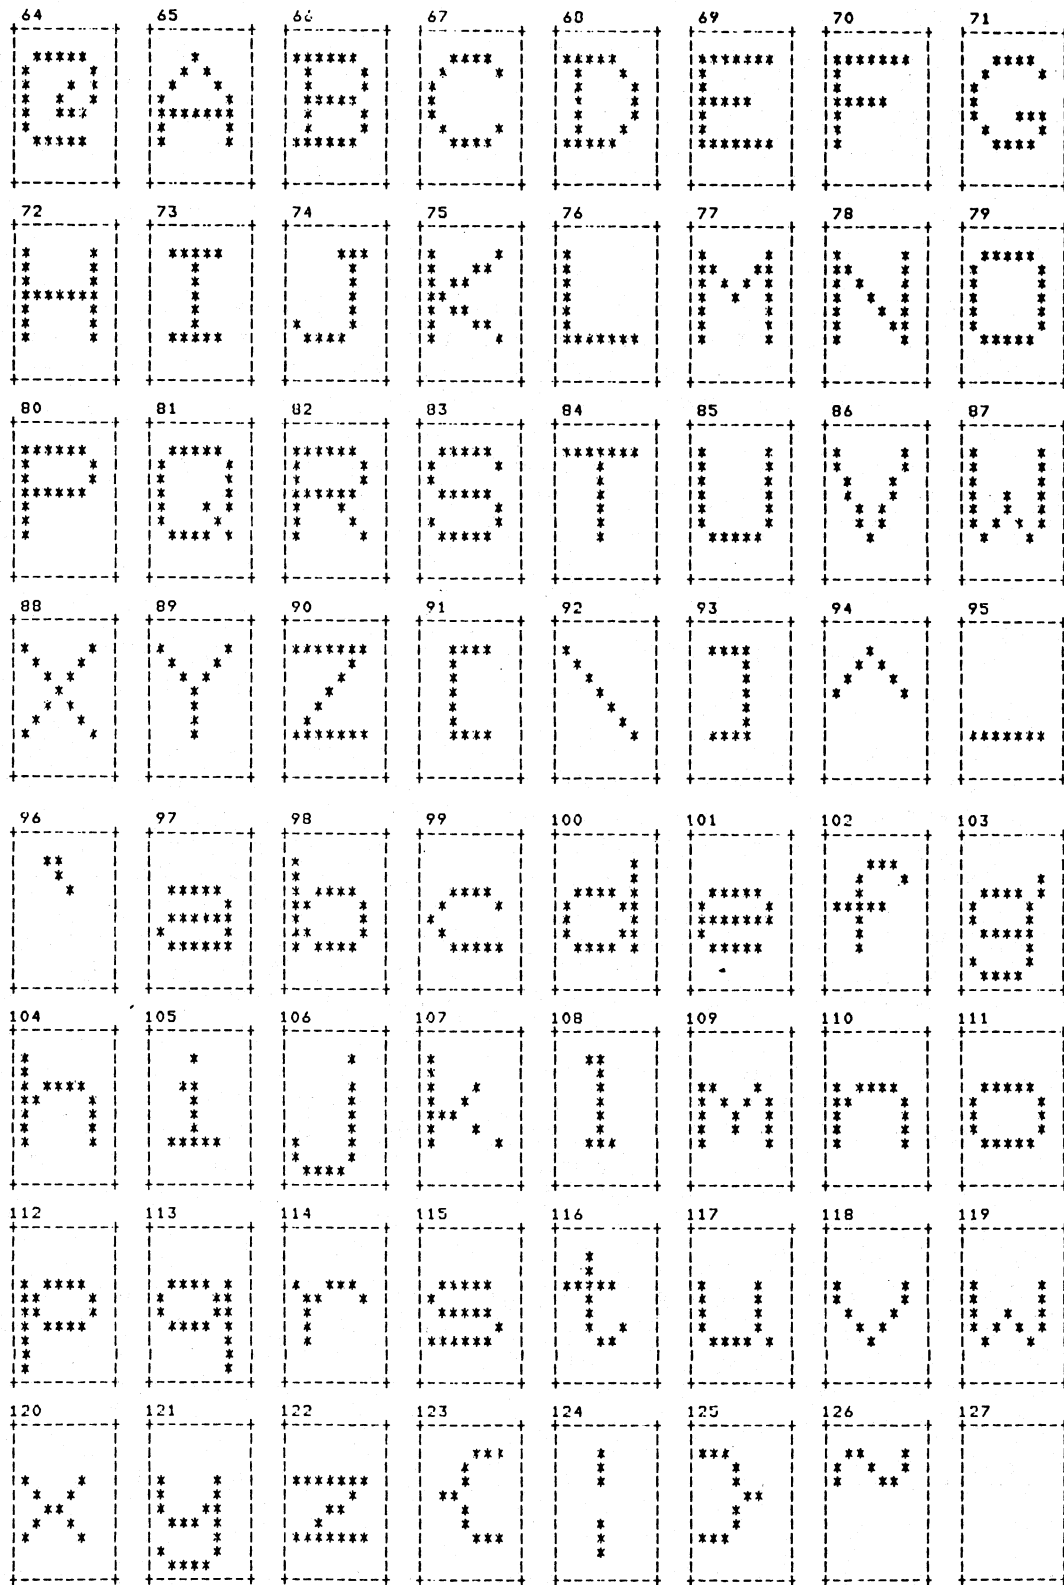 64 65 66 67 68 69 70 71
@ A B C D E F G
72 73 74 75 76 77 78 79
H I J K L M N O
80 81 82 83 84 85 86 87
P Q R S T U V W
88 89 90 91 92 93 94 95
X Y Z [ \ ] ^ _
96 97 98 99 100 101 102 103
` a b c d e f g
104 105 106 107 108 109 110 111
h i j k l m n o
112 113 114 115 116 117 118 119
p q r s t u v w
120 121 122 123 124 125 126 127
x y z { | } ~